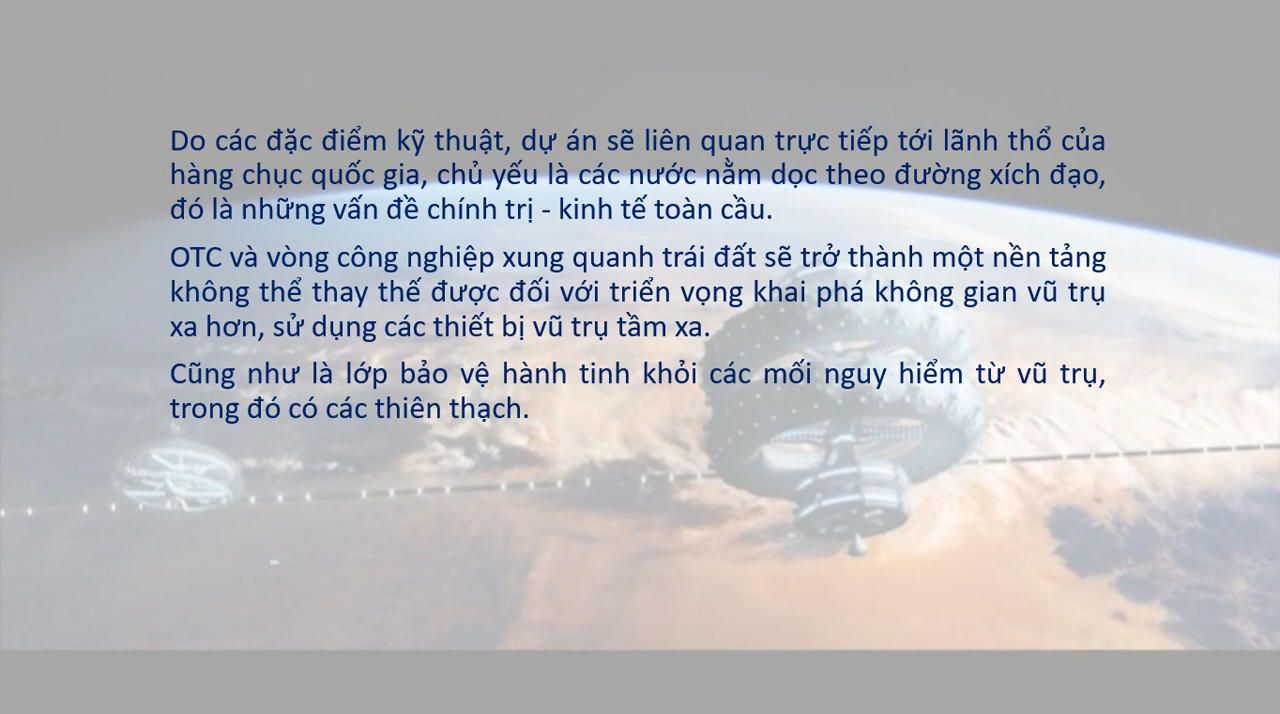 Do các đặc điểm kỹ thuật, dự án sẽ liên quan trực tiếp tới lãnh thổ của
hàng chục quốc gia, chủ yếu là các nước nằm dọc theo đường xích đạo,
đó là những vấn đề chính trị - kinh tế toàn cầu.
OTC và vòng công nghiệp xung quanh trái đất sẽ trở thành một nền tảng
không thể thay thế được đối với triển vọng khai phá không gian vũ trụ
xa hơn, sử dụng các thiết bị vũ trụ tầm xa.
Cũng như là lớp bảo vệ hành tinh khỏi các mối nguy hiểm từ vũ trụ,
trong đó có các thiên thạch.